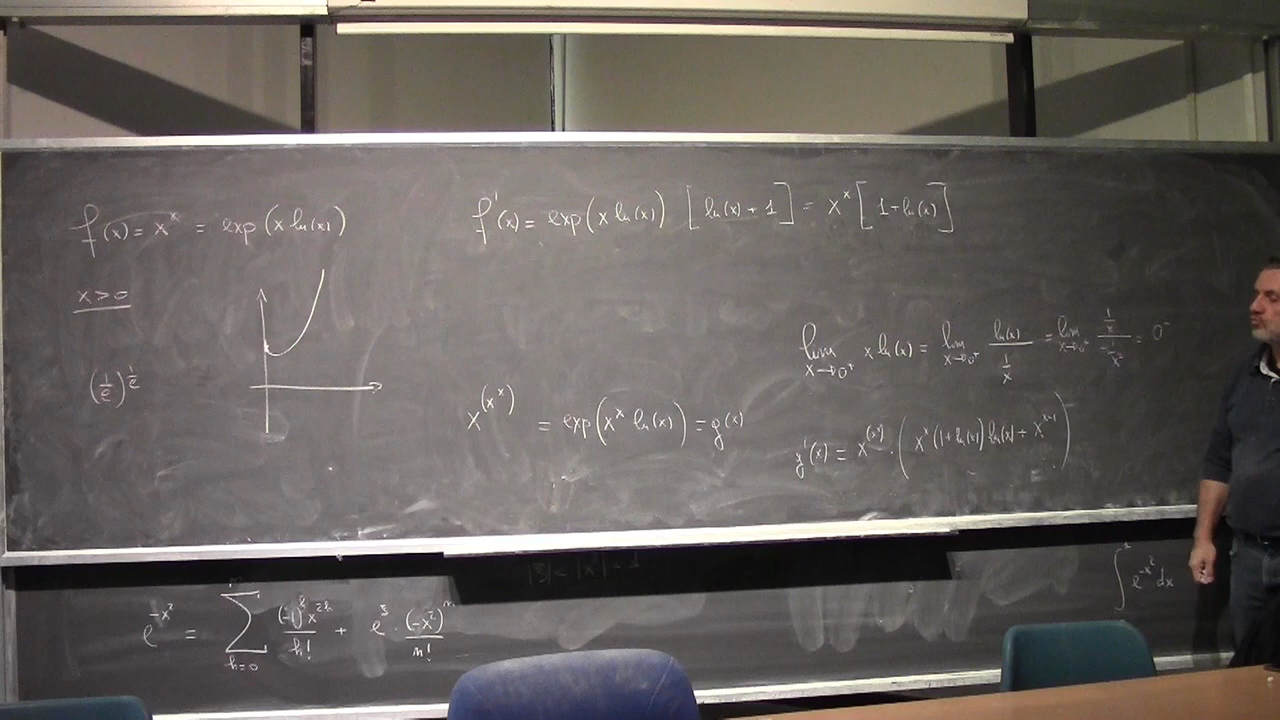 f(x) = x^x = exp(x ln(x))
f'(x) = exp(x ln(x)) [ln(x) + 1] = x^x [1 + ln(x)]
x > 0
lim_{x→0⁺} x ln(x) = lim_{x→0⁺} ln(x) / (1/x) = lim_{x→0⁺} (1/x) / (-1/x²) = 0⁻
(1/e)^{1/e}
x^{(x^x)} = exp(x^x ln(x)) = g(x)
g'(x) = x^{(x^x)} · (x^x (1 + ln(x)) ln(x) + x^{x-1})
|ξ| < |x| < 1
∫ e^{-x²} dx
e^{-x²} = Σ_{k=0} (-1)^k x^{2k} / k! + e^ξ · (-x²)^n / n!